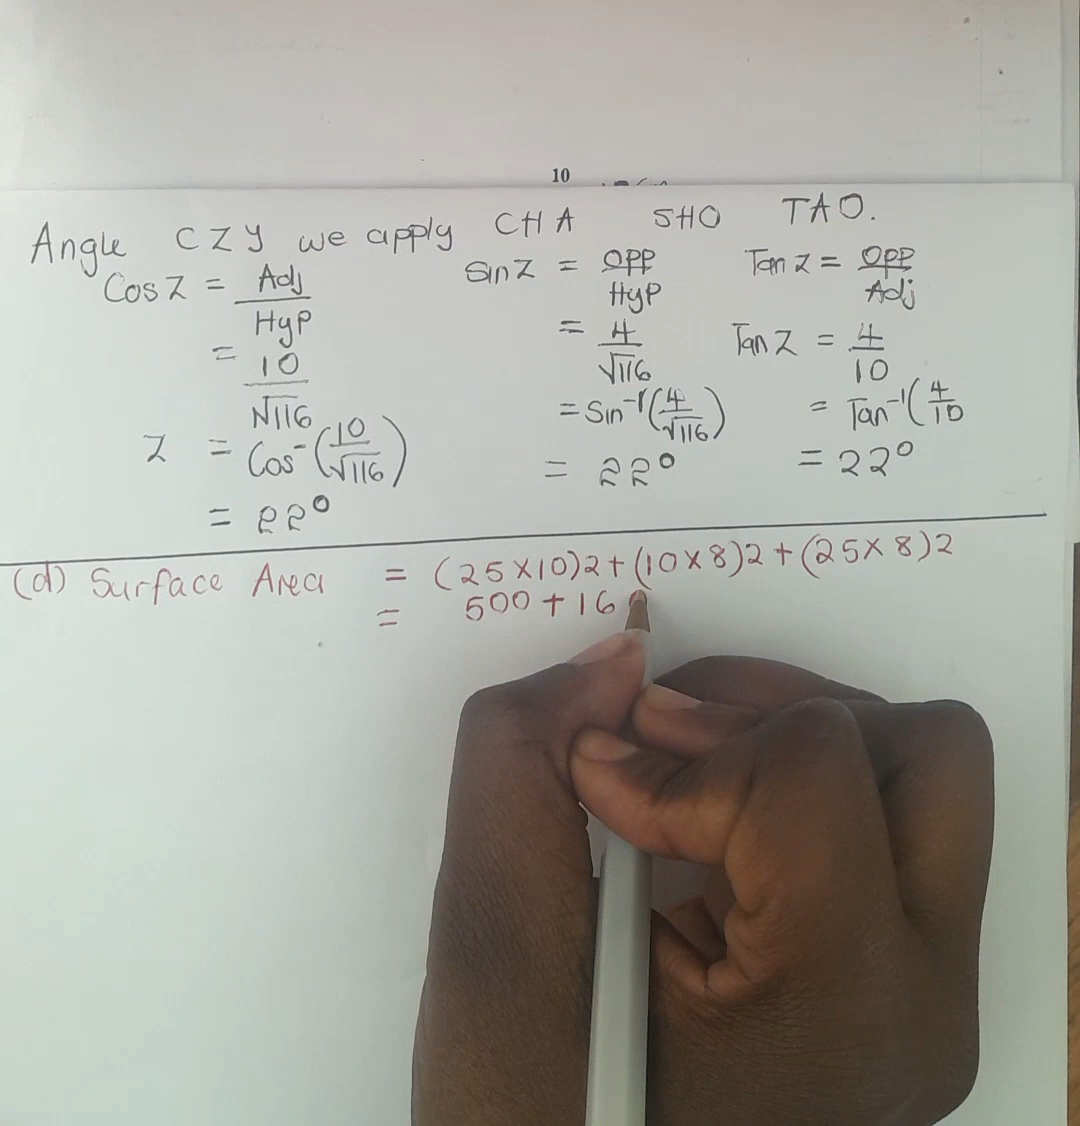 10
Angle CZY we apply CHA SHO TAO.
Cos Z = Adj/Hyp Sin Z = OPP/Hyp Tan Z = OPP/Adj
= 10/√116 = 4/√116 Tan Z = 4/10
Z = Cos⁻(10/√116) = Sin⁻¹(4/√116) = Tan⁻¹(4/10
= 22° = 22° = 22°
(d) Surface Area = (25×10)2+(10×8)2+(25×8)2
= 500 + 16